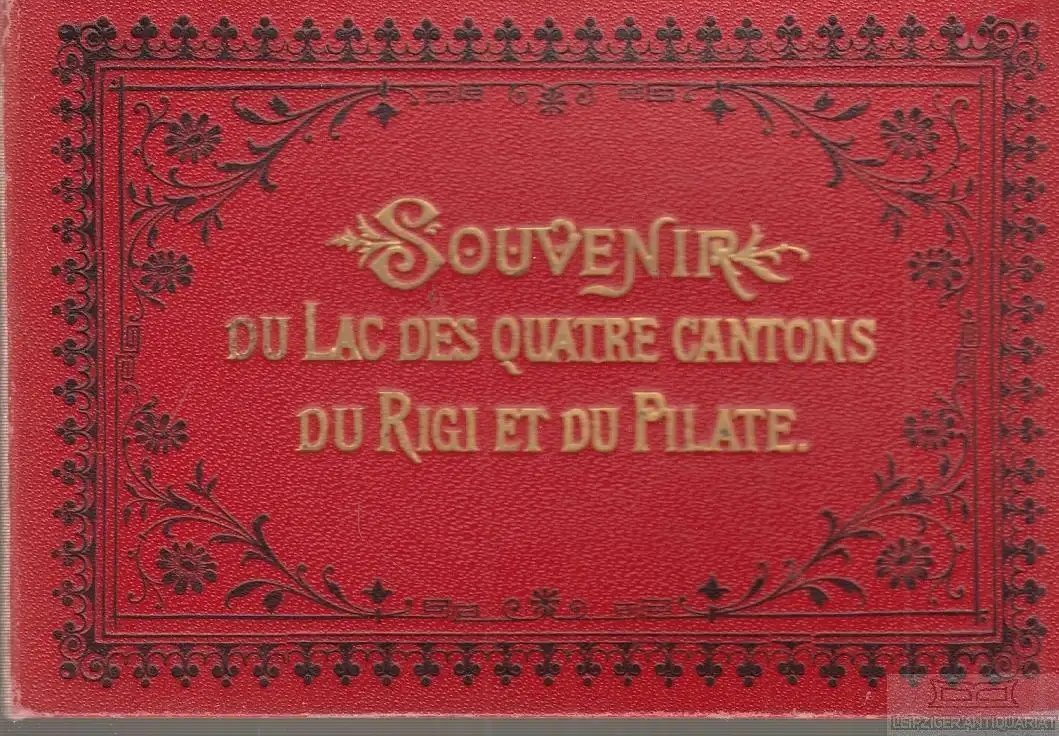 SOUVENIR
DU LAC DES QUATRE CANTONS
DU RIGI ET DU PILATE.
LEIPZIGER ANTIQUARIAT